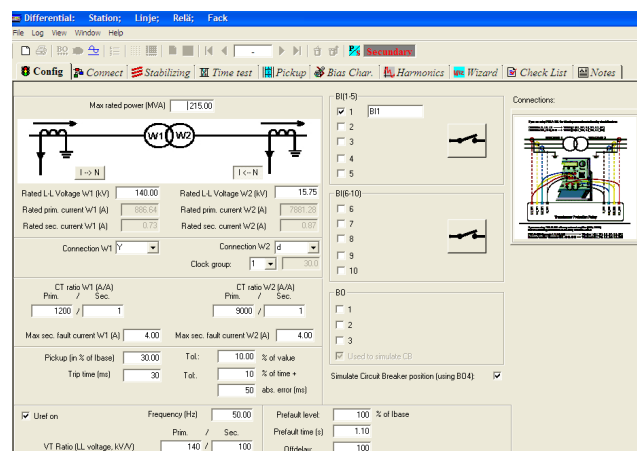 Differential: Station; Linje; Relä; Fack
File Log View Window Help
BO
-
P/S Secundary
Config Connect Stabilizing Time test Pickup Bias Char. Harmonics Wizard Check List Notes
Max rated power (MVA) 215.00
W1 W2
I -> N I <- N
Rated L-L Voltage W1 (kV) 140.00 Rated L-L Voltage W2 (kV) 15.75
Rated prim. current W1 (A) 886.64 Rated prim. current W2 (A) 7881.28
Rated sec. current W1 (A) 0.73 Rated sec. current W2 (A) 0.87
Connection W1 Y Connection W2 d
Clock group: 1 30.0
CT ratio W1 (A/A) CT ratio W2 (A/A)
Prim. / Sec. Prim. / Sec.
1200 / 1 9000 / 1
Max sec. fault current W1 (A) 4.00 Max sec. fault current W2 (A) 4.00
Pickup (in % of Ibase) 30.00 Tol.: 10.00 % of value
Trip time (ms) 30 Tol: 10 % of time +
50 abs. error (ms)
Uref on Frequency (Hz) 50.00
Prim. / Sec.
VT Ratio (LL voltage, kV/V) 140 / 100
BI(1-5)
1 BI1
2
3
4
5
BI(6-10)
6
7
8
9
10
BO
1
2
3
Used to simulate CB
Simulate Circuit Breaker position (using BO4):
Prefault level: 100 % of Ibase
Prefault time (s) 1.10
Offdelay: 100
Connections:
Transformer Protection Relay